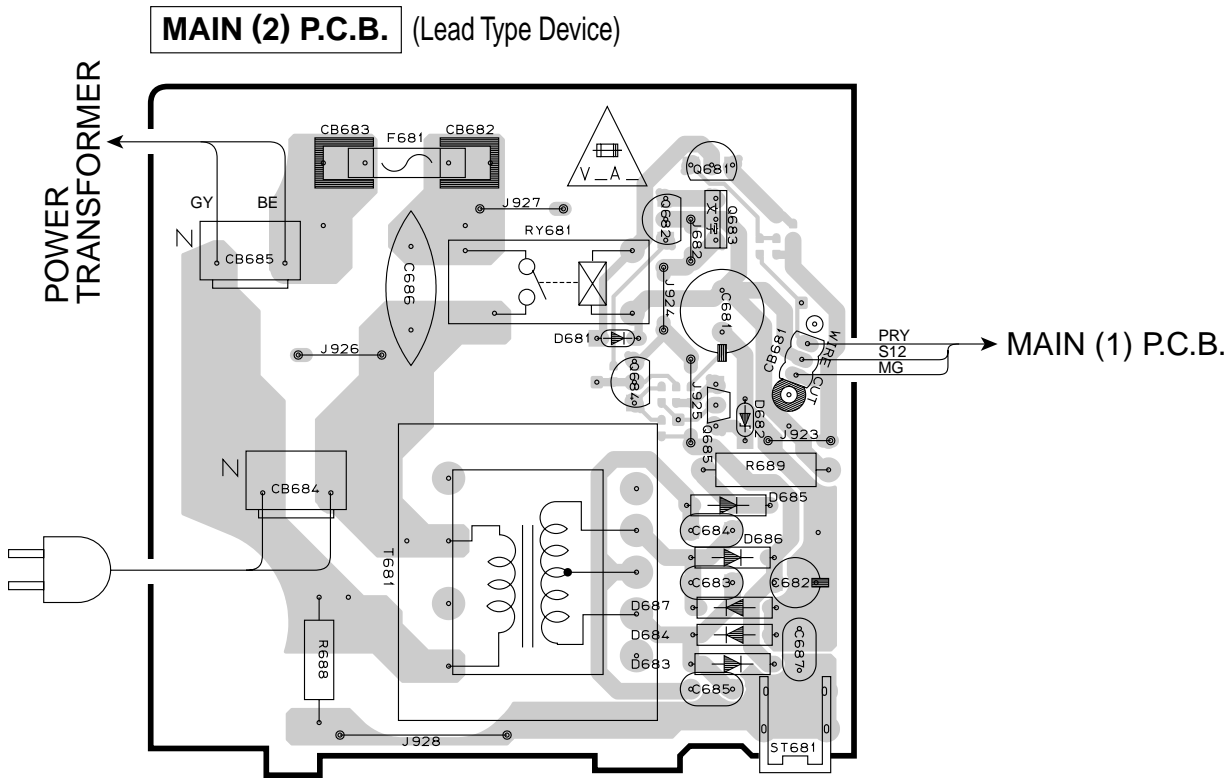 MAIN (2) P.C.B. (Lead Type Device)
POWER
TRANSFORMER
CB683
F681
CB682
V_A_
Q681
GY
BE
N
CB685
J927
RY681
Q682
J682
Q683
C686
J924
C681
D681
J926
Q684
J925
Q685
D682
CB681
WIRE CUT
PRY
S12
MG
MAIN (1) P.C.B.
J923
N
CB684
R689
D685
C684
D686
T681
C683
C682
D687
D684
C687
D683
R688
C685
J928
ST681